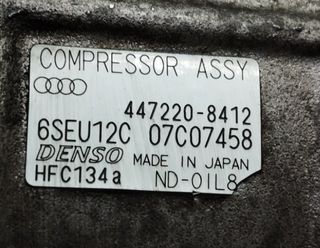 COMPRESSOR ASSY
447220-8412
6SEU12C 07C07458
DENSO MADE IN JAPAN
HFC134a ND-OIL8